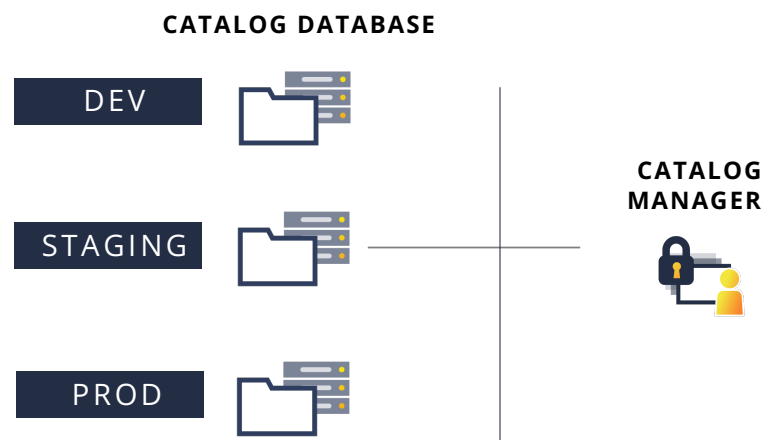 CATALOG DATABASE
DEV
STAGING
CATALOG
MANAGER
PROD